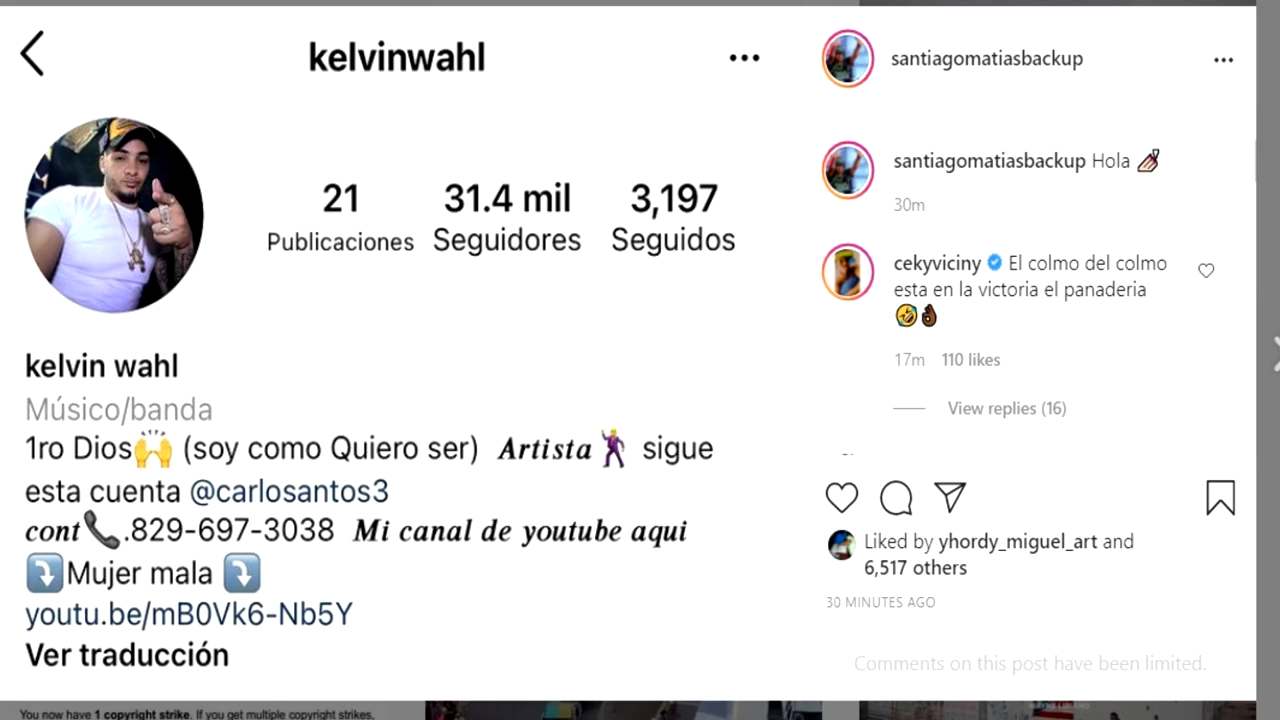 kelvinwahl
21
31.4 mil
3,197
Publicaciones
Seguidores
Seguidos
kelvin wahl
Músico/banda
1ro Dios🙌 (soy como Quiero ser) Artista🕺 sigue
esta cuenta @carlosantos3
cont📞.829-697-3038 Mi canal de youtube aqui
⤵️Mujer mala ⤵️
youtu.be/mB0Vk6-Nb5Y
Ver traducción
santiagomatiasbackup
santiagomatiasbackup Hola 💅🏾
30m
cekyviciny El colmo del colmo
esta en la victoria el panaderia
🤣👌🏾
17m 110 likes
View replies (16)
Liked by yhordy_miguel_art and
6,517 others
30 MINUTES AGO
Comments on this post have been limited.
You now have 1 copyright strike. If you get multiple copyright strikes,